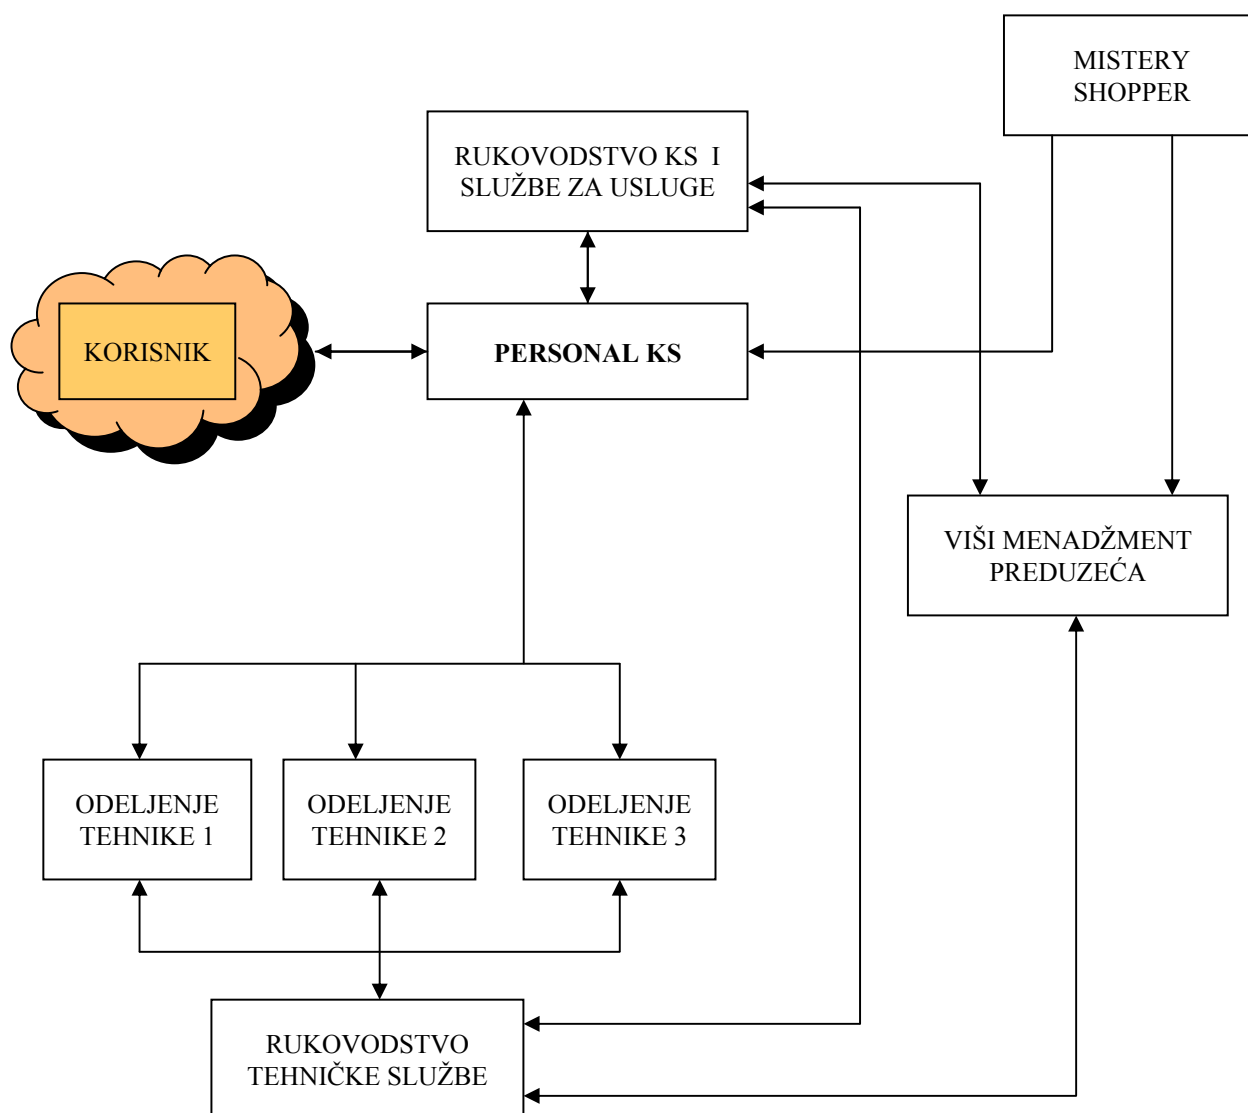 MISTERY
SHOPPER
RUKOVODSTVO KS I
SLUŽBE ZA USLUGE
KORISNIK
PERSONAL KS
VIŠI MENADŽMENT
PREDUZEĆA
ODELJENJE
TEHNIKE 1
ODELJENJE
TEHNIKE 2
ODELJENJE
TEHNIKE 3
RUKOVODSTVO
TEHNIČKE SLUŽBE